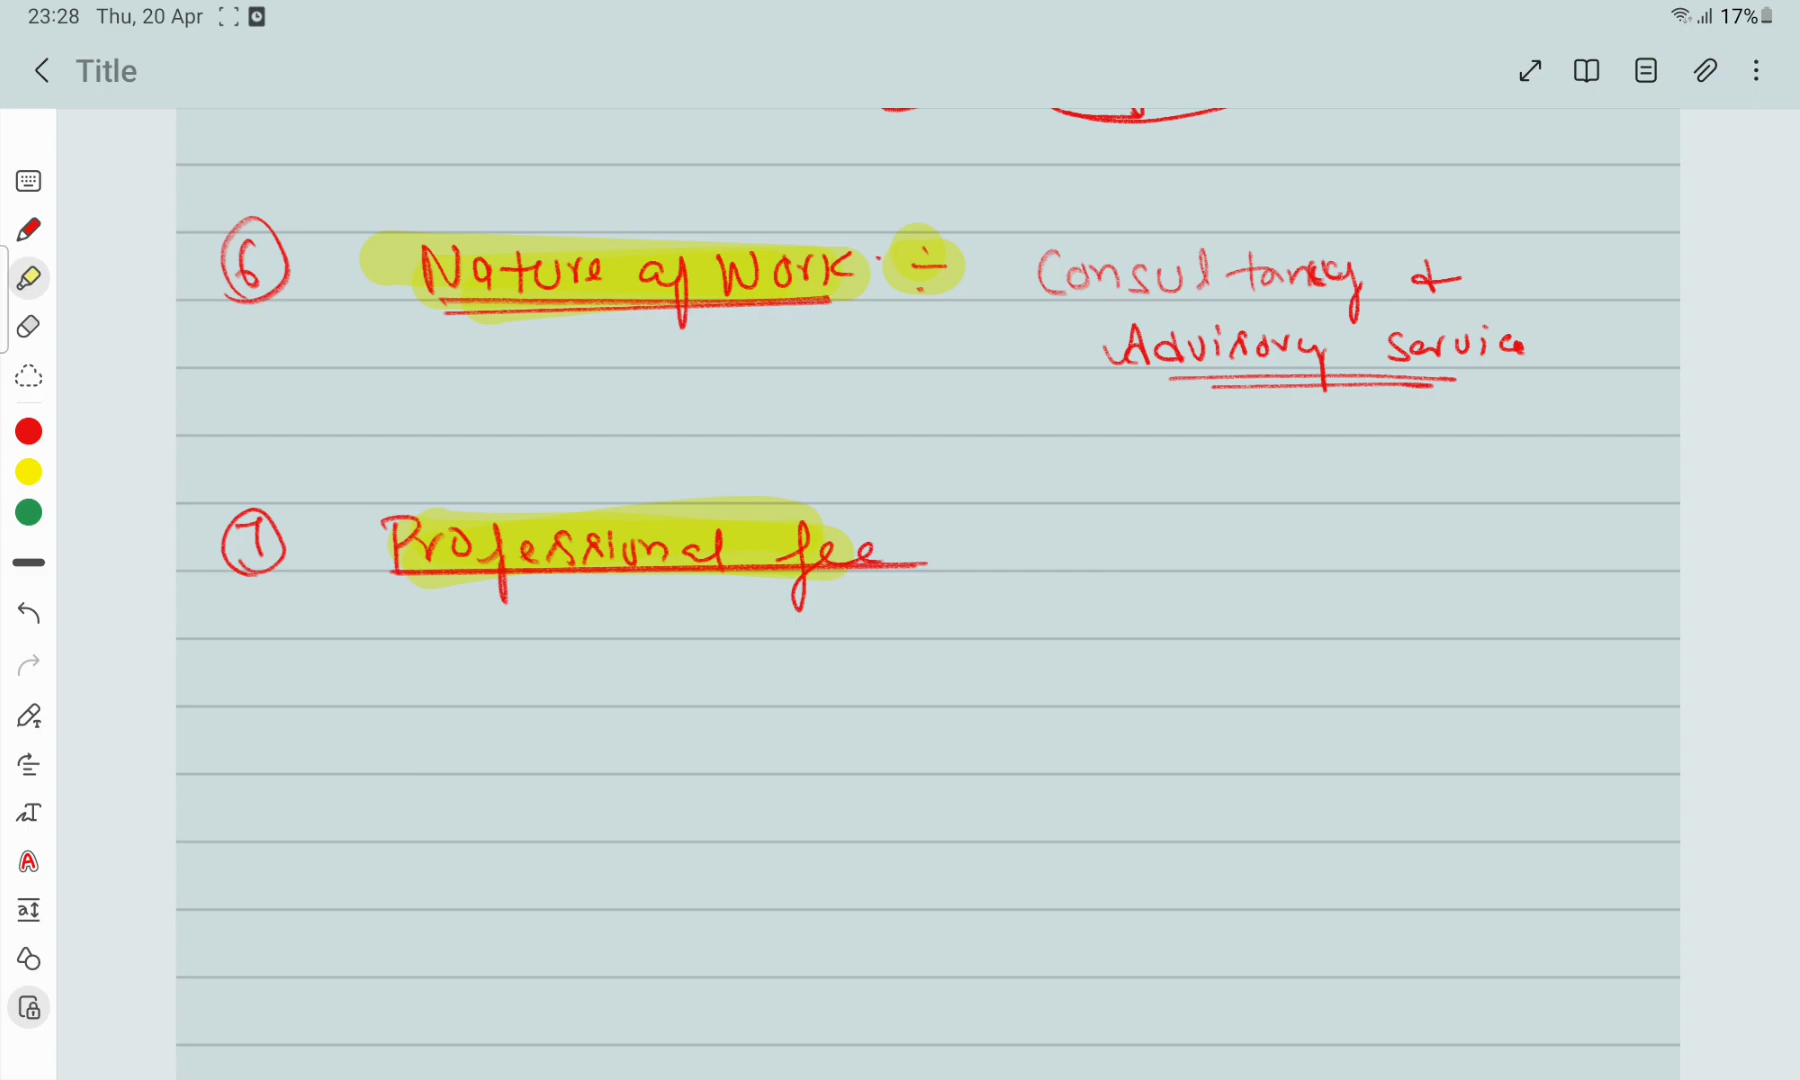 23:28 Thu, 20 Apr 17%
Title
6 Nature of Work :- Consultancy &
Advisory service
7 Professional fee